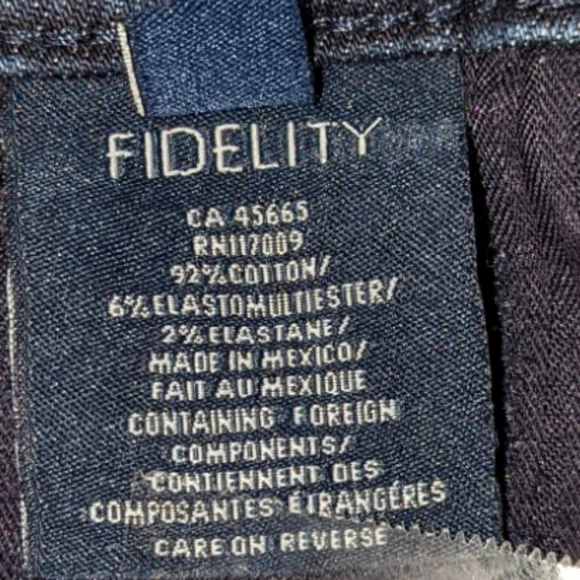 FIDELITY
CA 45665
RN117009
92% COTTON/
6% ELASTOMULTIESTER/
2% ELASTANE/
MADE IN MEXICO/
FAIT AU MEXIQUE
CONTAINING FOREIGN
COMPONENTS/
CONTIENNENT DES
COMPOSANTES ÉTRANGÉRES
CARE ON REVERSE